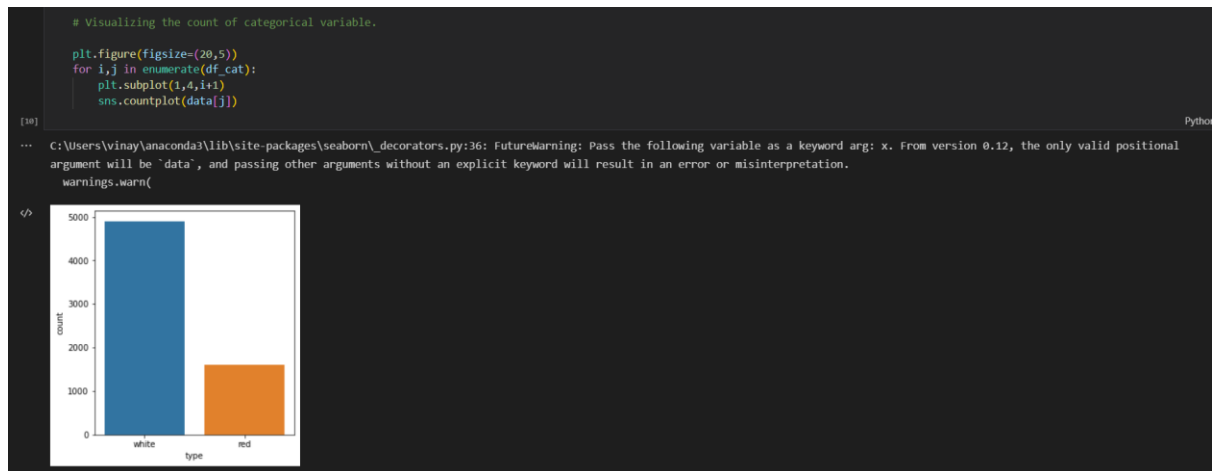 # Visualizing the count of categorical variable.
plt.figure(figsize=(20,5))
for i,j in enumerate(df_cat):
    plt.subplot(1,4,i+1)
    sns.countplot(data[j])
[10]
Python
... C:\Users\vinay\anaconda3\lib\site-packages\seaborn\_decorators.py:36: FutureWarning: Pass the following variable as a keyword arg: x. From version 0.12, the only valid positional
argument will be `data`, and passing other arguments without an explicit keyword will result in an error or misinterpretation.
  warnings.warn(
</>
5000
4000
3000
2000
1000
0
count
white red
type